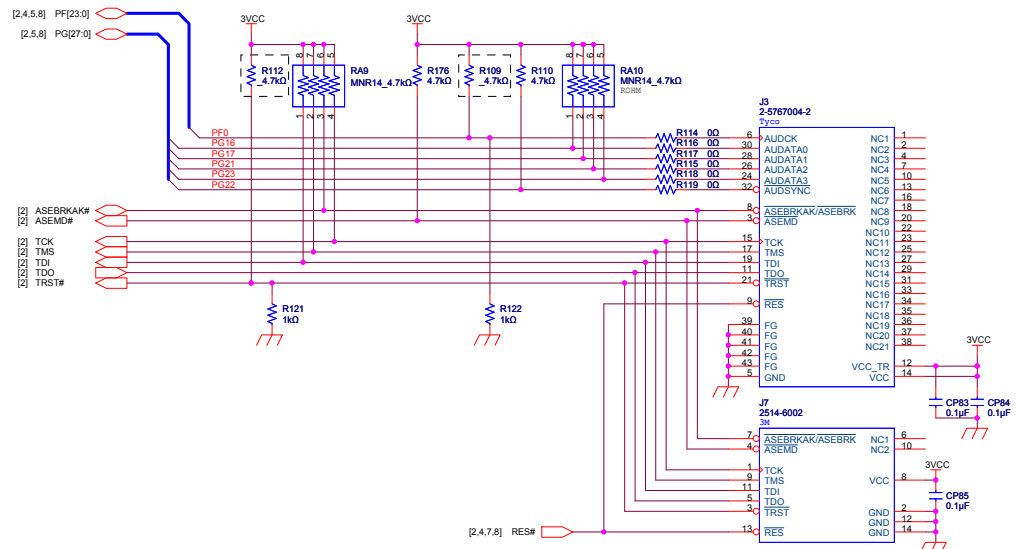 [2,4,5,8] PF[23:0]
[2,5,8] PG[27:0]
3VCC
3VCC
R112
_4.7kΩ
8 7 6 5
RA9
MNR14_4.7kΩ
1 2 3 4
R176
4.7kΩ
R109
_4.7kΩ
R110
4.7kΩ
8 7 6 5
RA10
MNR14_4.7kΩ
ROHM
1 2 3 4
J3
2-5767004-2
Tyco
PF0
PG16
PG17
PG21
PG23
PG22
R114 0Ω
R116 0Ω
R117 0Ω
R115 0Ω
R118 0Ω
R119 0Ω
6 AUDCK
30 AUDATA0
28 AUDATA1
26 AUDATA2
24 AUDATA3
32 AUDSYNC
8 ASEBRKAK/ASEBRK
3 ASEMD
15 TCK
17 TMS
19 TDI
11 TDO
21 TRST
9 RES
39 FG
40 FG
41 FG
42 FG
43 FG
5 GND
NC1 1
NC2 2
NC3 4
NC4 7
NC5 10
NC6 13
NC7 16
NC8 18
NC9 20
NC10 22
NC11 23
NC12 25
NC13 27
NC14 29
NC15 31
NC16 33
NC17 34
NC18 35
NC19 36
NC20 37
NC21 38
VCC_TR 12
VCC 14
3VCC
CP83
0.1µF
CP84
0.1µF
[2] ASEBRKAK#
[2] ASEMD#
[2] TCK
[2] TMS
[2] TDI
[2] TDO
[2] TRST#
R121
1kΩ
R122
1kΩ
J7
2514-6002
3M
7 ASEBRKAK/ASEBRK
4 ASEMD
1 TCK
9 TMS
11 TDI
5 TDO
3 TRST
13 RES
NC1 6
NC2 10
VCC 8
GND 2
GND 12
GND 14
3VCC
CP85
0.1µF
[2,4,7,8] RES#